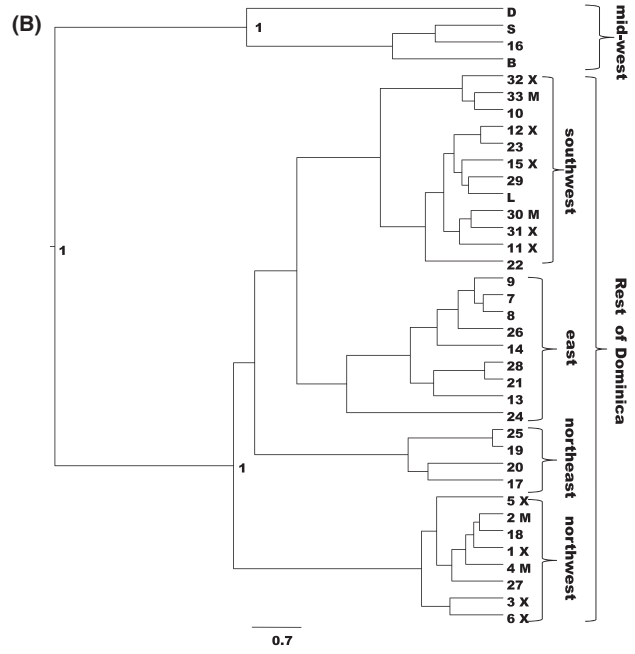 (B)
D
1
S
16
B
mid-west
32 X
33 M
10
12 X
23
15 X
29
L
30 M
31 X
11 X
22
southwest
1
9
7
8
26
14
28
21
13
24
east
Rest of Dominica
25
19
20
17
northeast
1
5 X
2 M
18
1 X
4 M
27
3 X
6 X
northwest
0.7